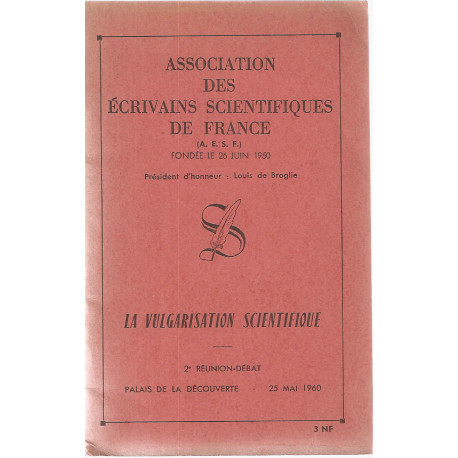 ASSOCIATION
DES
ÉCRIVAINS SCIENTIFIQUES
DE FRANCE
(A. E. S. F.)
FONDÉE LE 26 JUIN 1950
Président d'honneur : Louis de Broglie
LA VULGARISATION SCIENTIFIQUE
2e RÉUNION-DÉBAT
PALAIS DE LA DÉCOUVERTE 25 MAI 1960
3 NF